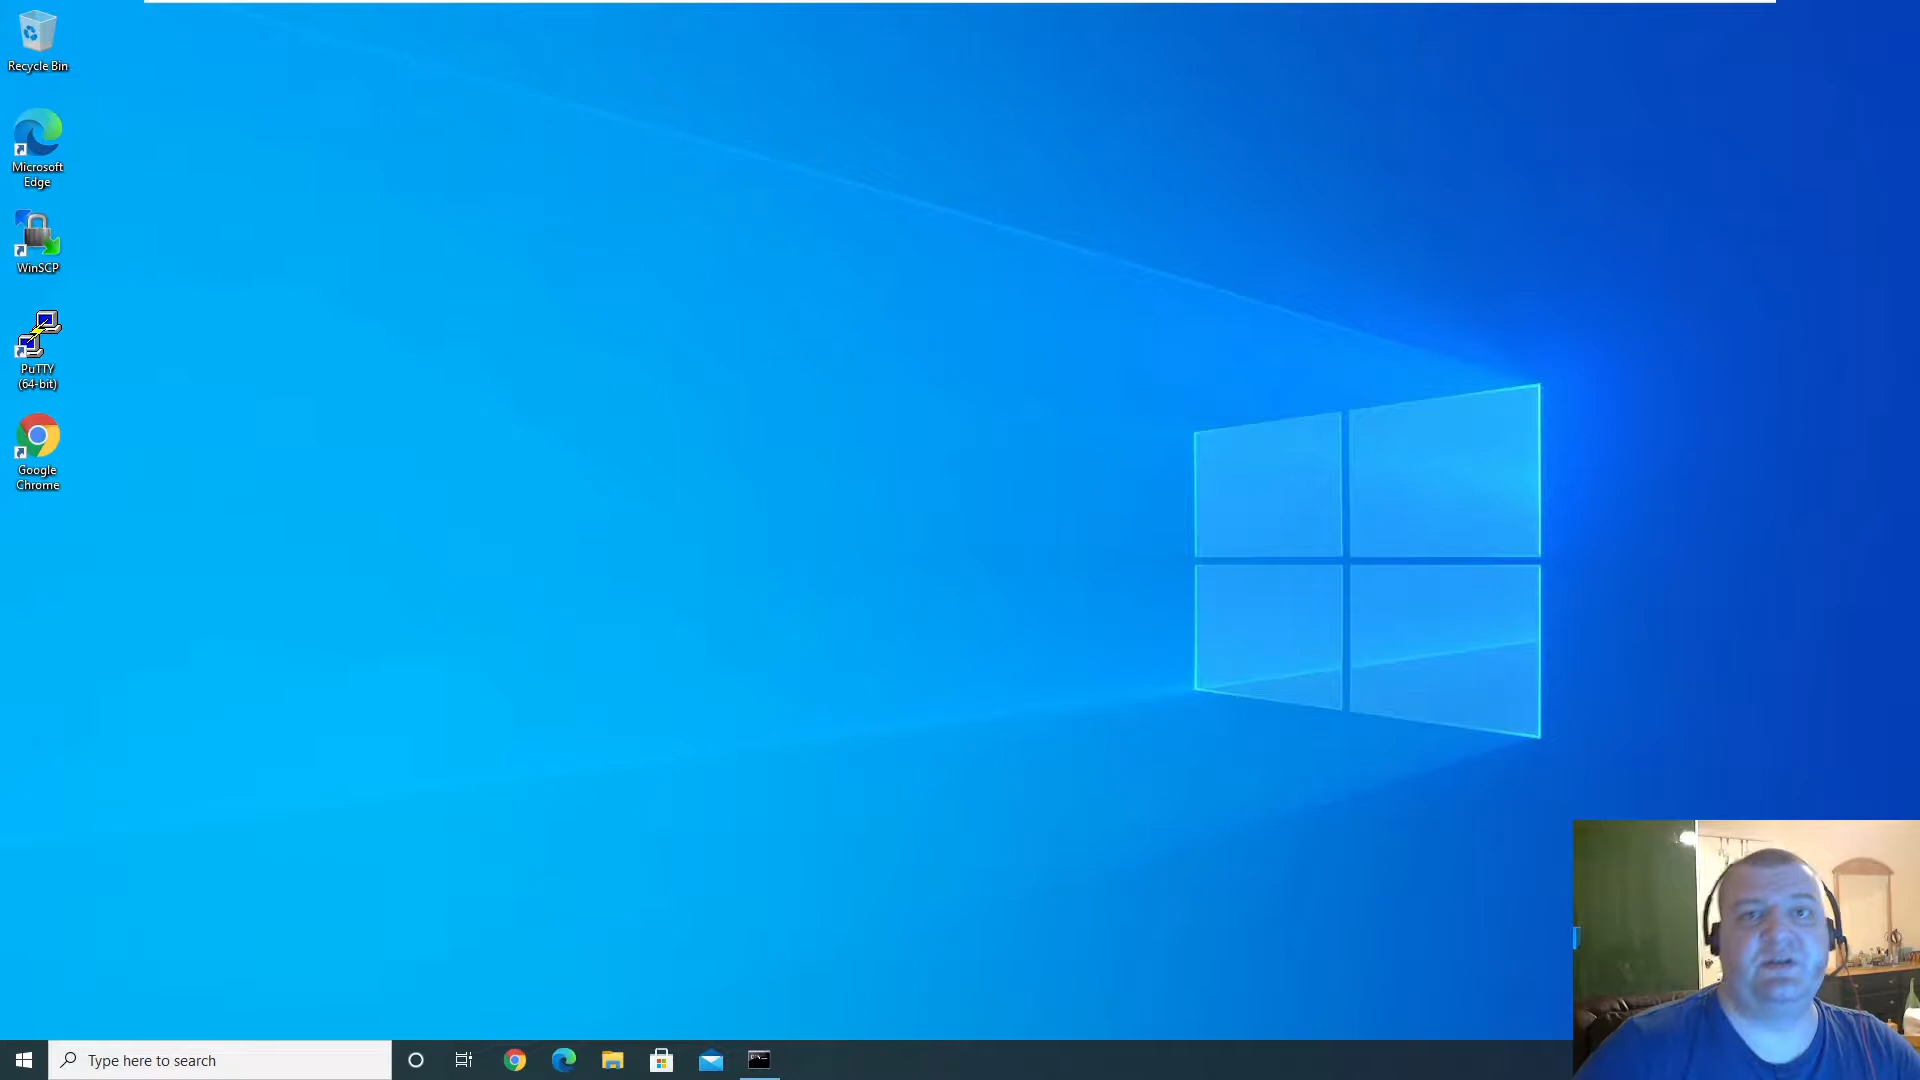 Recycle Bin
Microsoft
Edge
WinSCP
PuTTY
(64-bit)
Google
Chrome
Type here to search